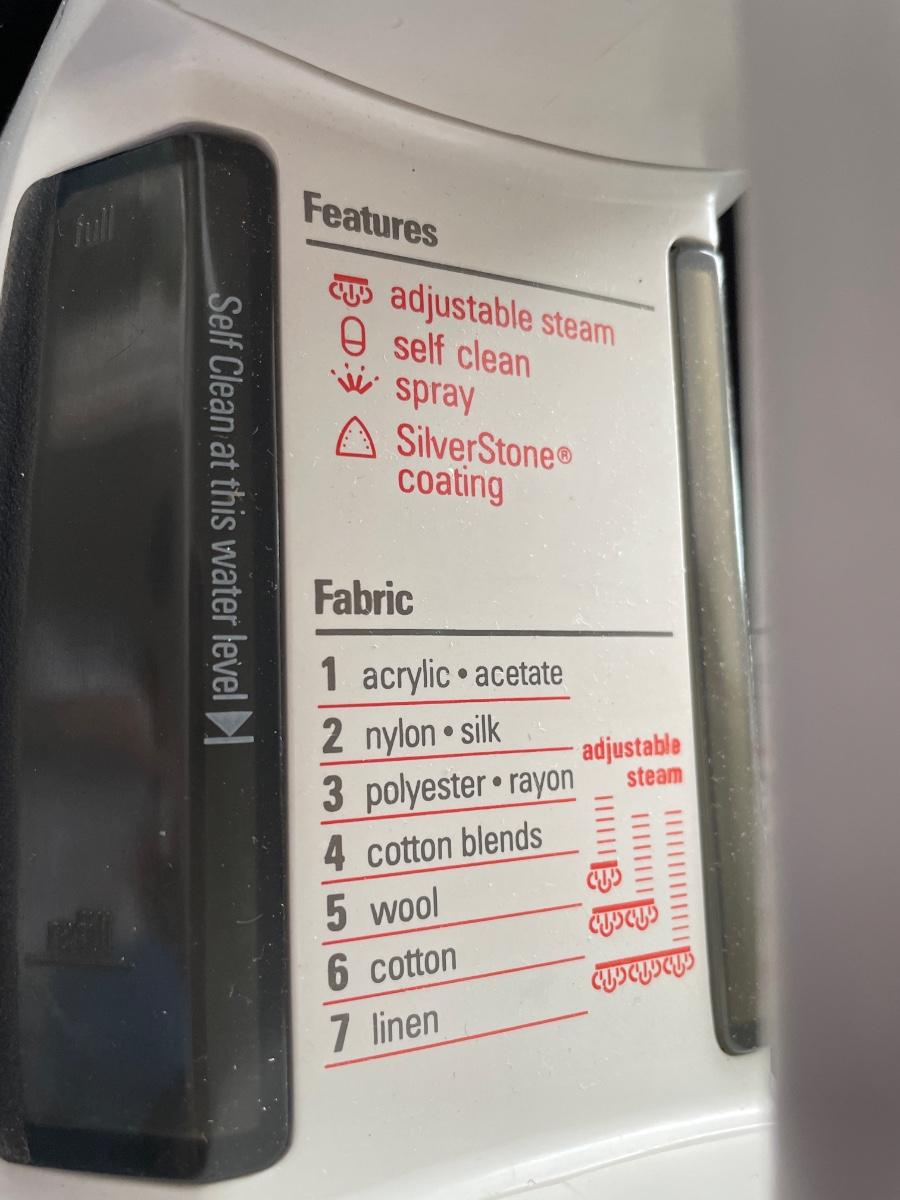 full
Self Clean at this water level
refill
Features
adjustable steam
self clean
spray
SilverStone®
coating
Fabric
1 acrylic • acetate
2 nylon • silk
3 polyester • rayon
4 cotton blends
5 wool
6 cotton
7 linen
adjustable
steam